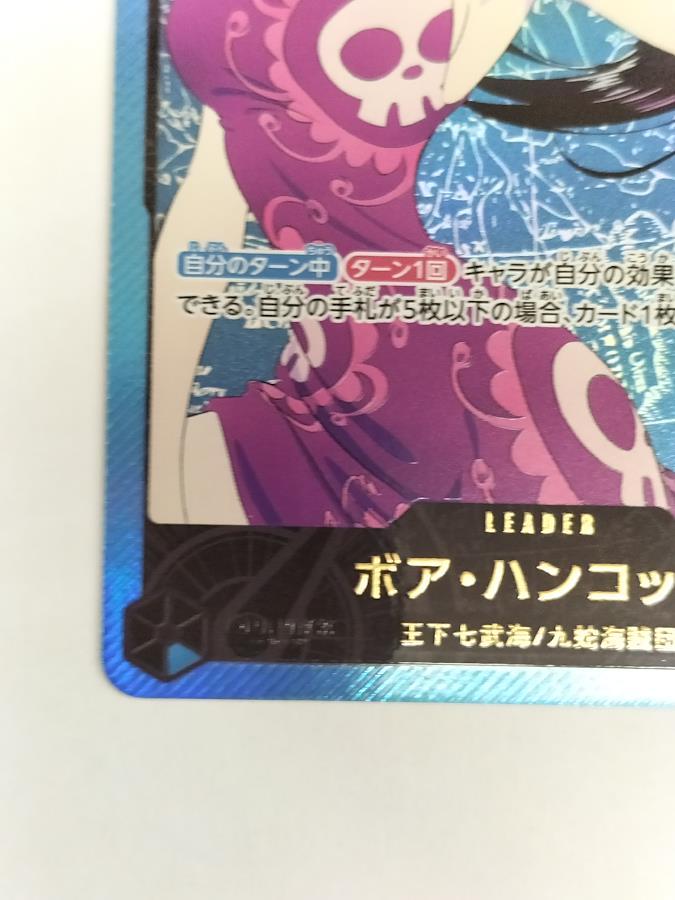 自分のターン中 ターン1回 キャラが自分の効果
できる。自分の手札が5枚以下の場合、カード1枚
LEADER
ボア・ハンコッ
王下七武海/九蛇海賊団